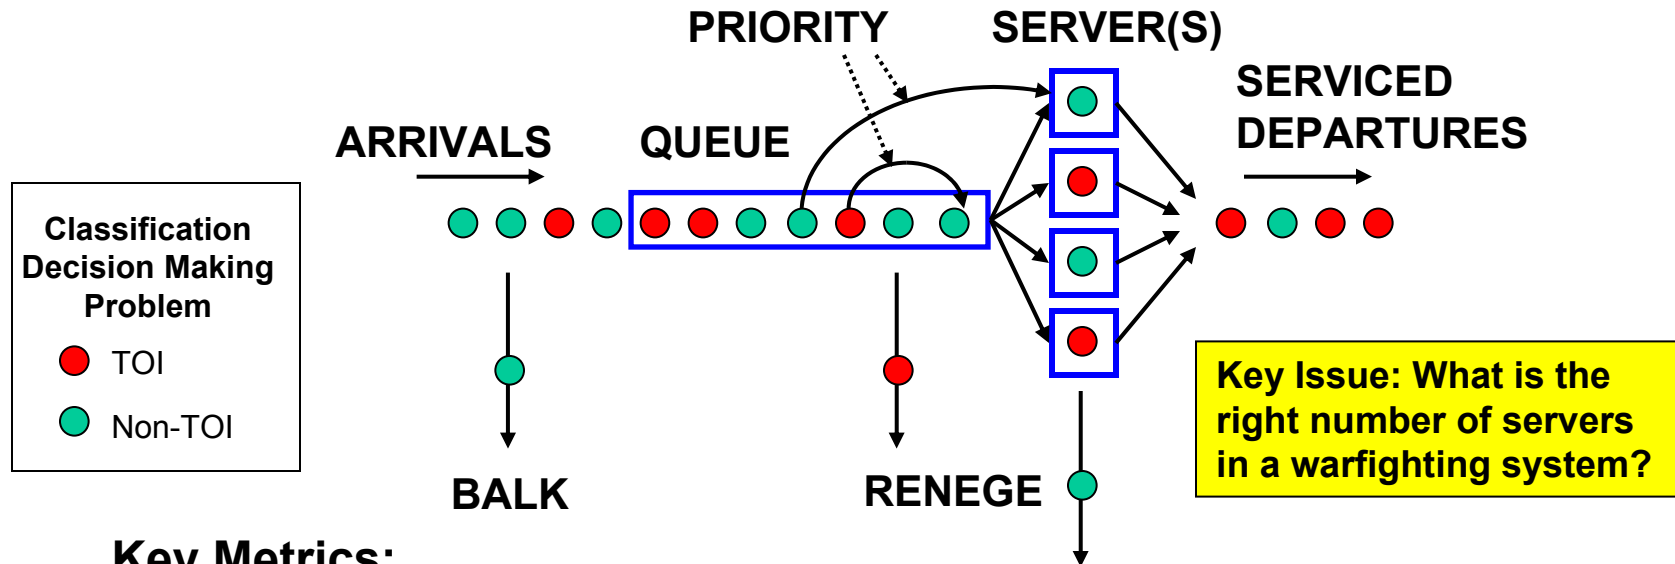 PRIORITY
SERVER(S)
SERVICED
DEPARTURES
ARRIVALS
QUEUE
Classification
Decision Making
Problem
TOI
Non-TOI
Key Issue: What is the
right number of servers
in a warfighting system?
BALK
RENEGE
Key Metrics: